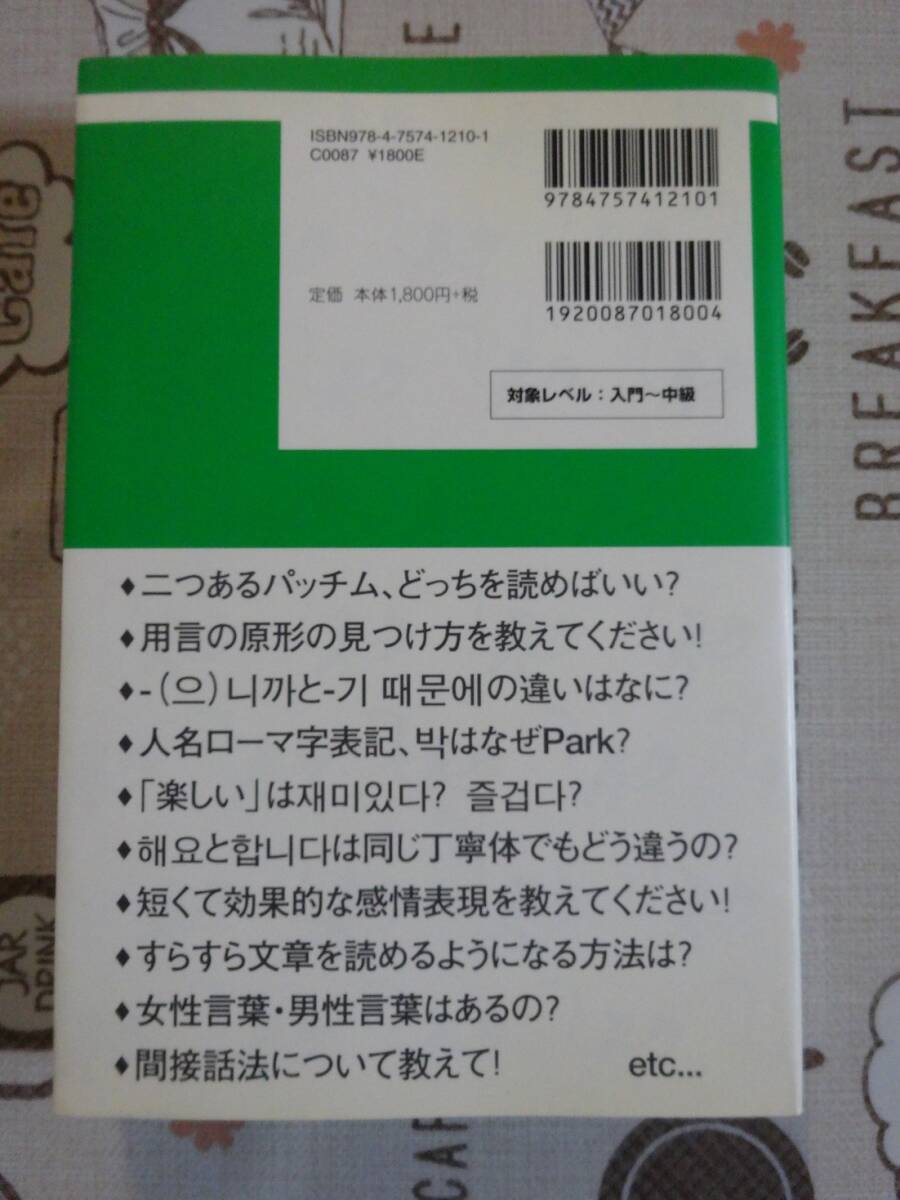 ISBN978-4-7574-1210-1
C0087 ¥1800E
9784757412101
定価 本体1,800円+税
1920087018004
対象レベル：入門〜中級
◆二つあるパッチム、どっちを読めばいい?
◆用言の原形の見つけ方を教えてください!
◆-(으)니까と-기 때문에の違いはなに?
◆人名ローマ字表記、박はなぜPark?
◆「楽しい」は재미있다? 즐겁다?
◆해요と합니다は同じ丁寧体でもどう違うの?
◆短くて効果的な感情表現を教えてください!
◆すらすら文章を読めるようになる方法は?
◆女性言葉・男性言葉はあるの?
◆間接話法について教えて! etc...
BREAKFAST
JAR
DRINK